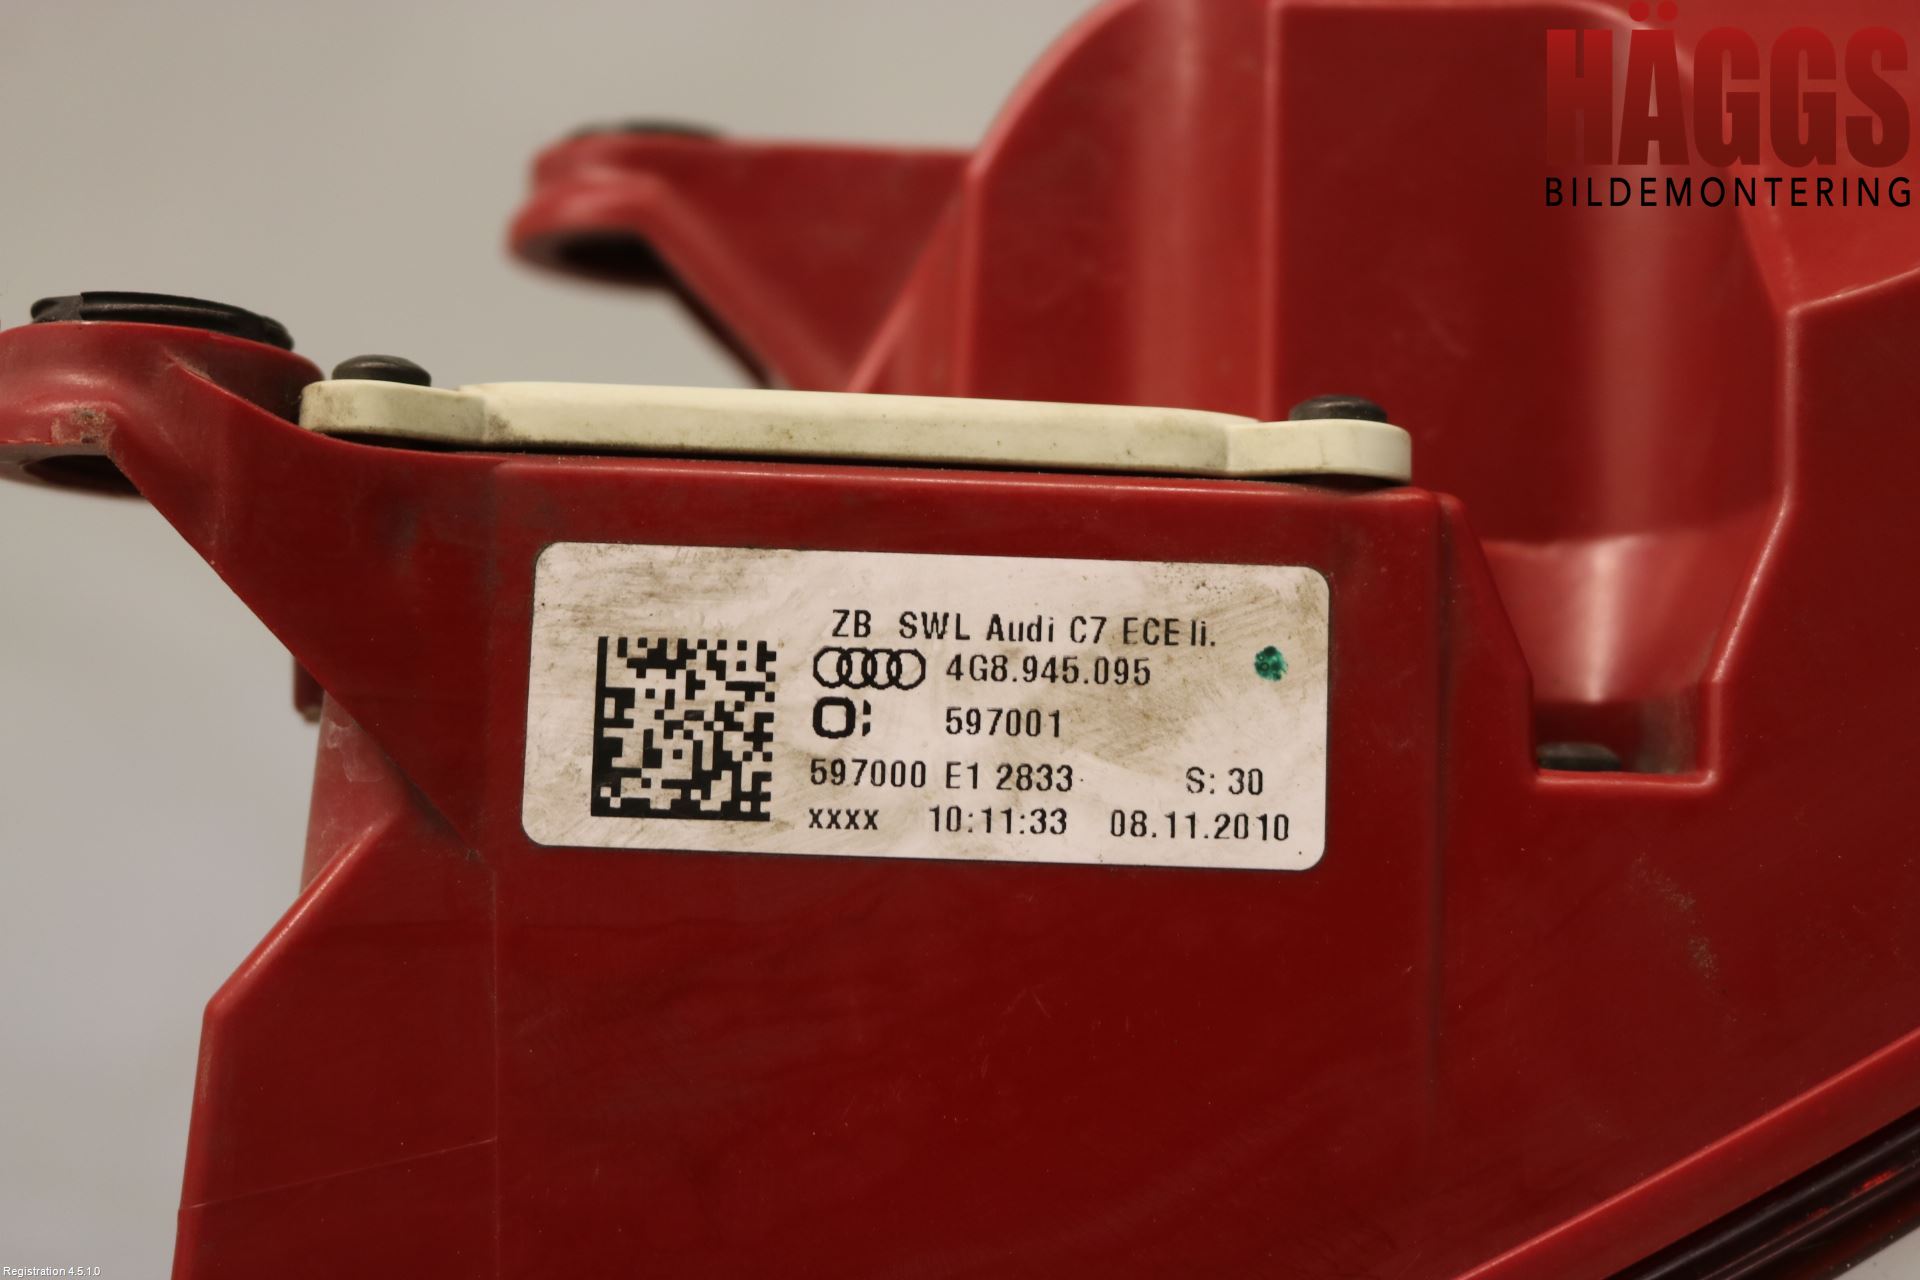 HÄGGS
BILDEMONTERING
ZB SWL Audi C7 ECE li.
4G8.945.095
597001
597000 E1 2833 S: 30
xxxx 10:11:33 08.11.2010
Registration 4.5.1.0